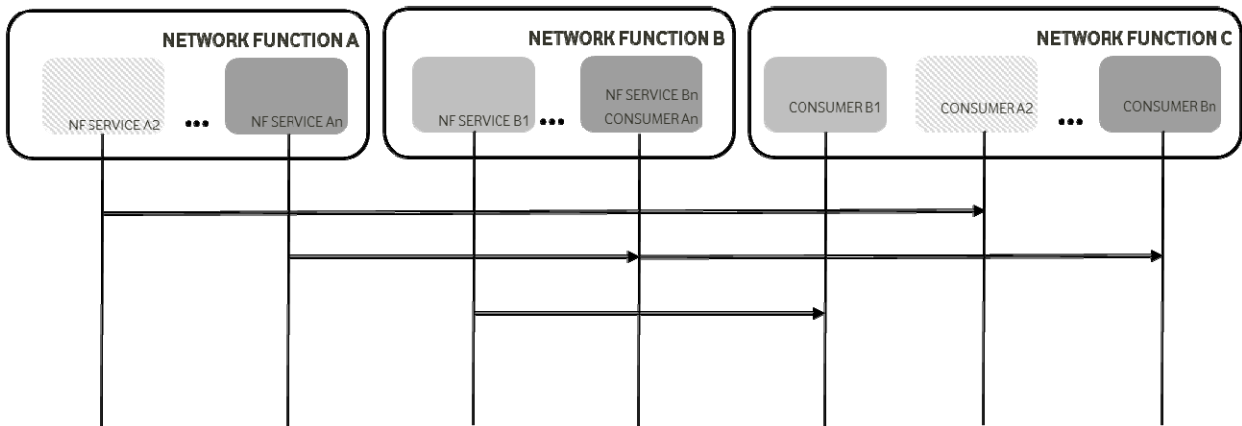 NETWORK FUNCTION A
NF SERVICE A2
...
NF SERVICE An
NETWORK FUNCTION B
NF SERVICE B1
...
NF SERVICE Bn
CONSUMER An
NETWORK FUNCTION C
CONSUMER B1
CONSUMER A2
...
CONSUMER Bn